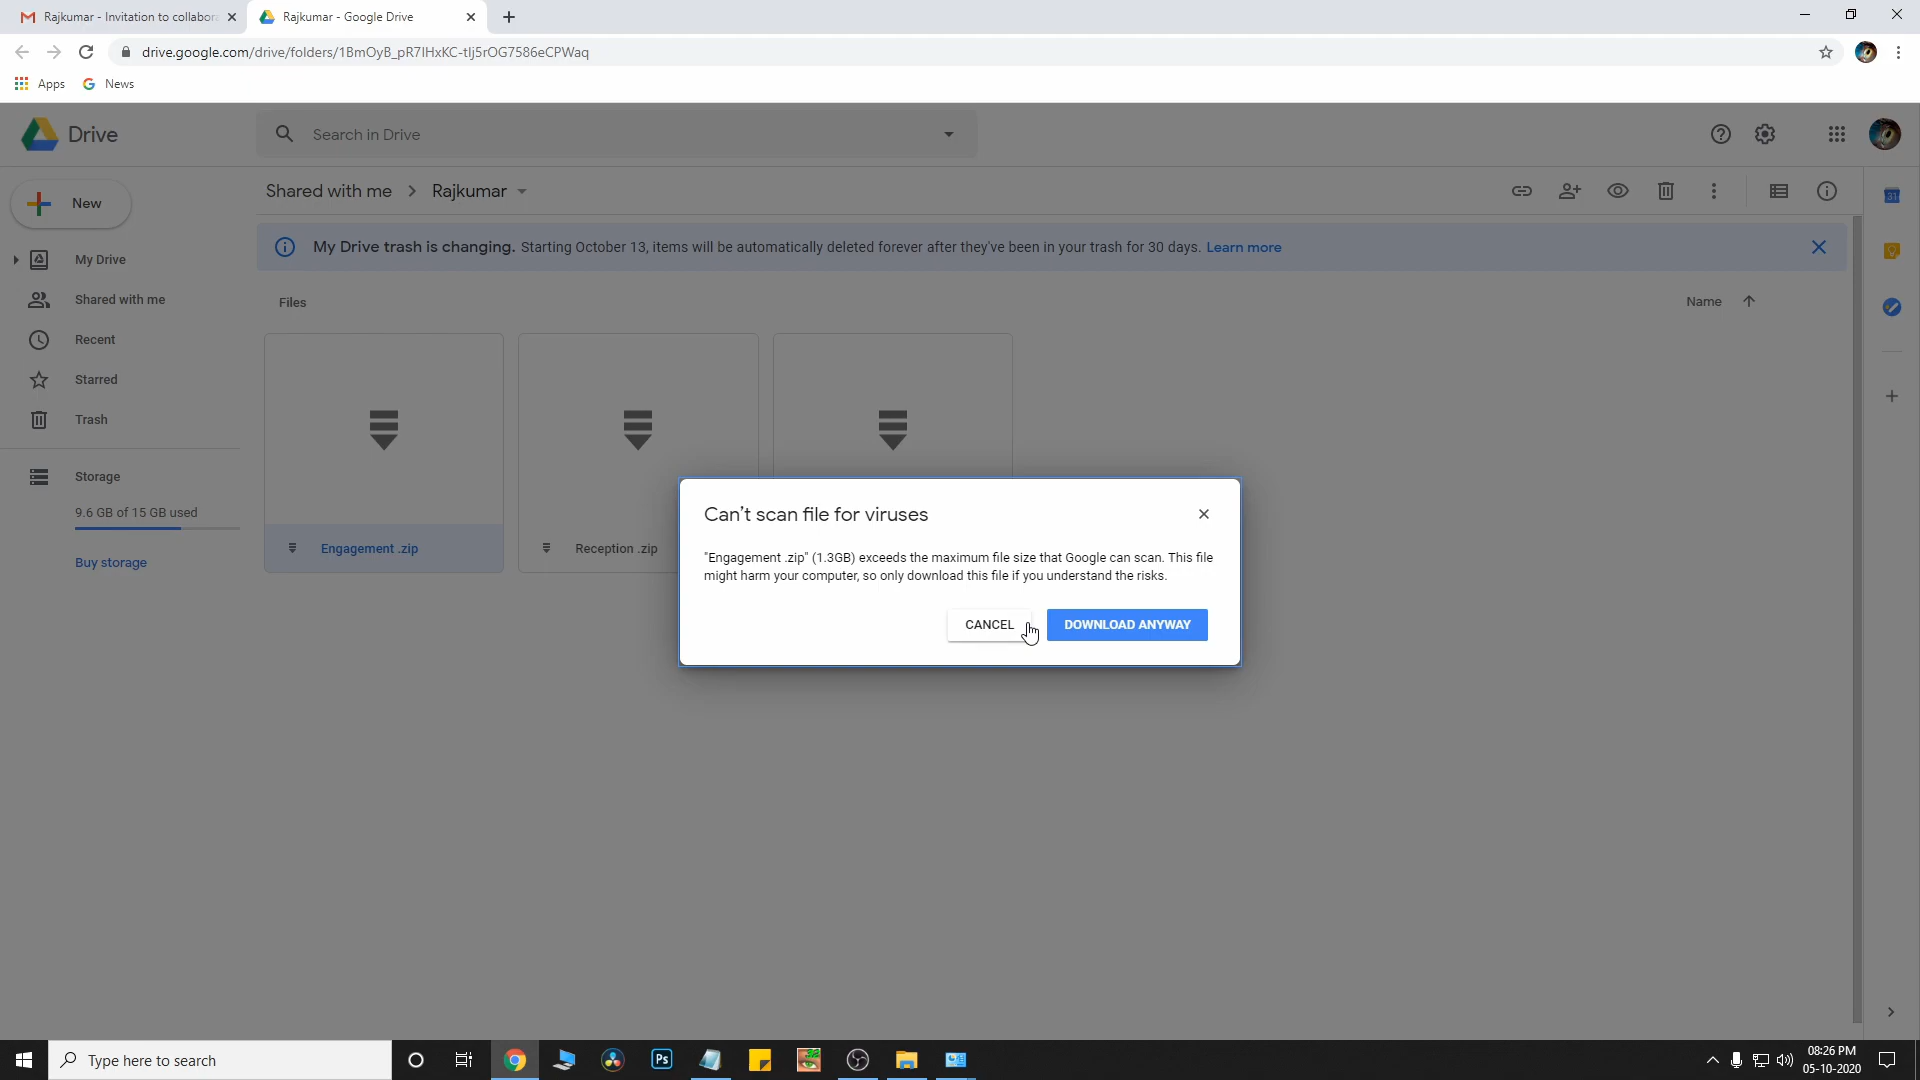 Rajkumar - Invitation to collabora
Rajkumar - Google Drive
drive.google.com/drive/folders/1BmOyB_pR7IHxKC-tIj5rOG7586eCPWaq
Apps
News
Drive
Search in Drive
New
Shared with me > Rajkumar
My Drive trash is changing. Starting October 13, items will be automatically deleted forever after they've been in your trash for 30 days. Learn more
My Drive
Shared with me
Recent
Starred
Trash
Storage
9.6 GB of 15 GB used
Buy storage
Files
Name
31
Engagement .zip
Reception .zip
Can't scan file for viruses
"Engagement .zip" (1.3GB) exceeds the maximum file size that Google can scan. This file
might harm your computer, so only download this file if you understand the risks.
CANCEL
DOWNLOAD ANYWAY
Type here to search
Ps
08:26 PM
05-10-2020